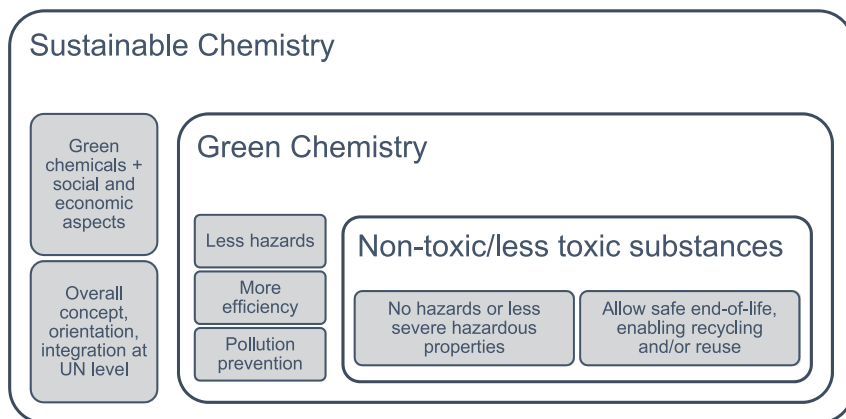 Sustainable Chemistry
Green
chemicals +
social and
economic
aspects
Overall
concept,
orientation,
integration at
UN level
Green Chemistry
Less hazards
More
efficiency
Pollution
prevention
Non-toxic/less toxic substances
No hazards or less
severe hazardous
properties
Allow safe end-of-life,
enabling recycling
and/or reuse